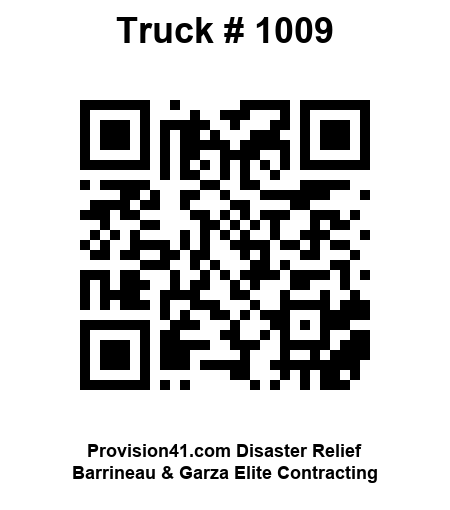 Truck # 1009
Provision41.com Disaster Relief
Barrineau & Garza Elite Contracting